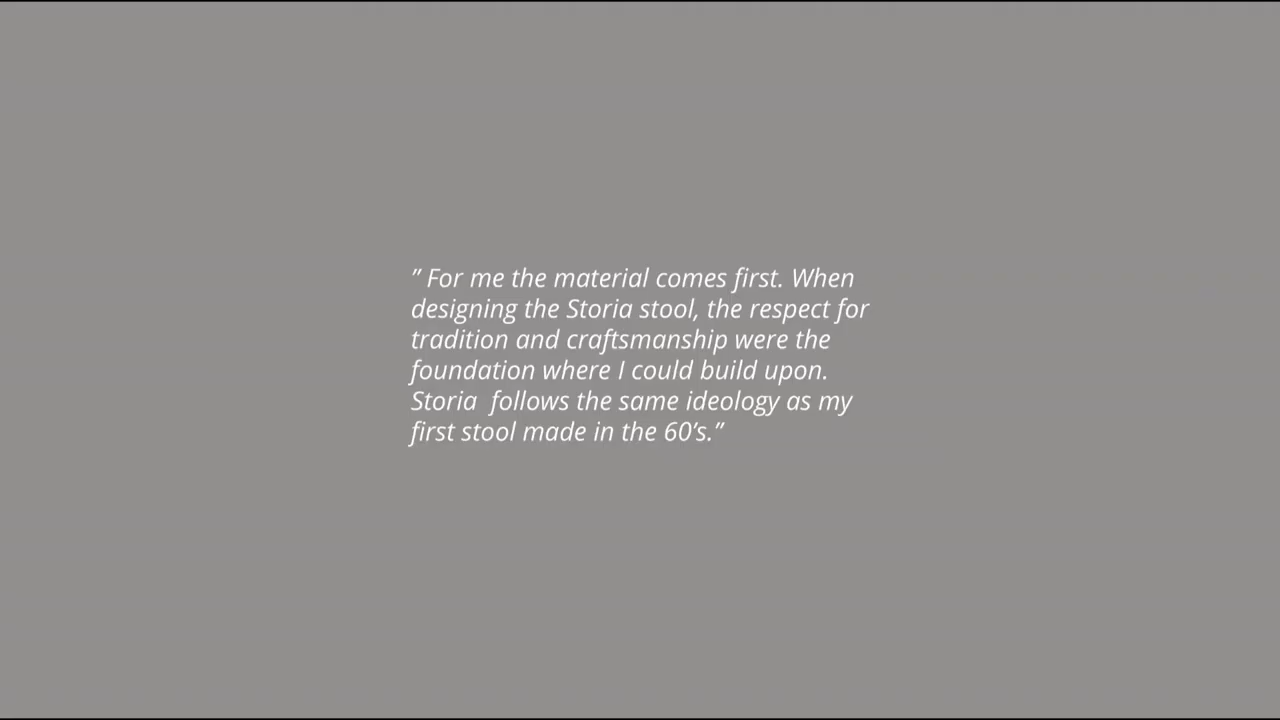 ” For me the material comes first. When
designing the Storia stool, the respect for
tradition and craftsmanship were the
foundation where I could build upon.
Storia  follows the same ideology as my
first stool made in the 60’s.”